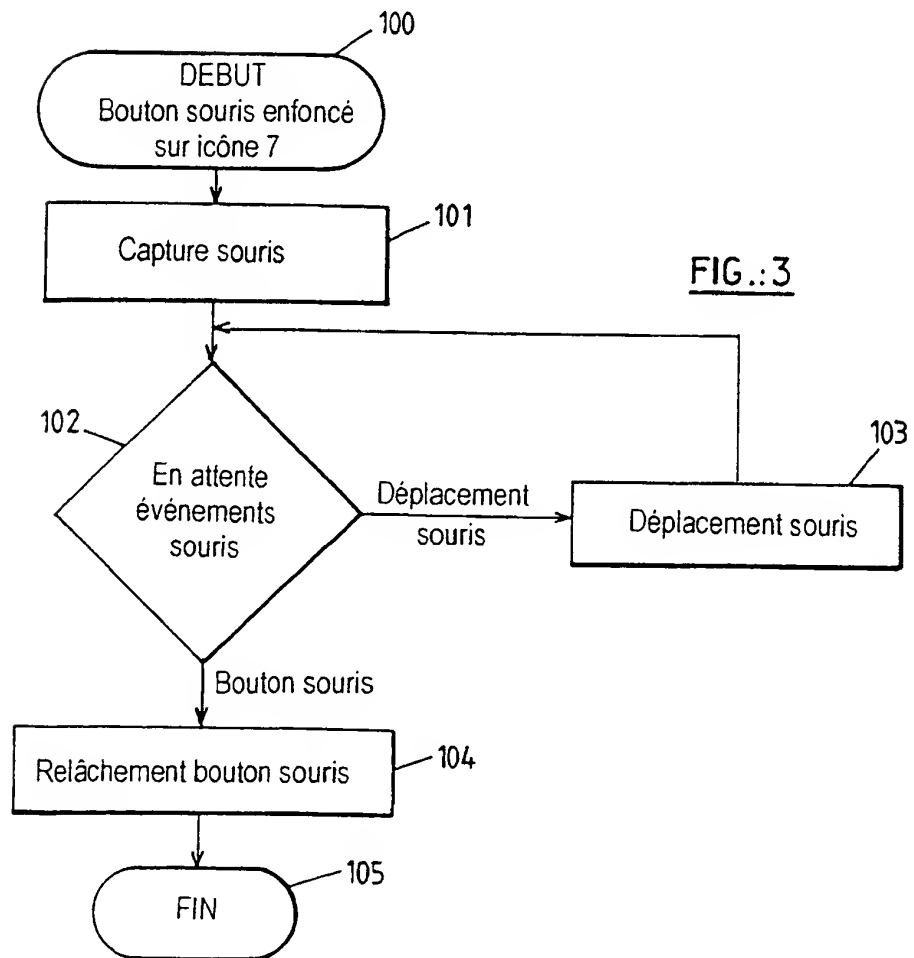 100
DEBUT
Bouton souris enfoncé
sur icône 7
101
Capture souris
FIG.:3
102
103
En attente
événements
souris
Déplacement
souris
Déplacement souris
Bouton souris
Relâchement bouton souris
104
105
FIN